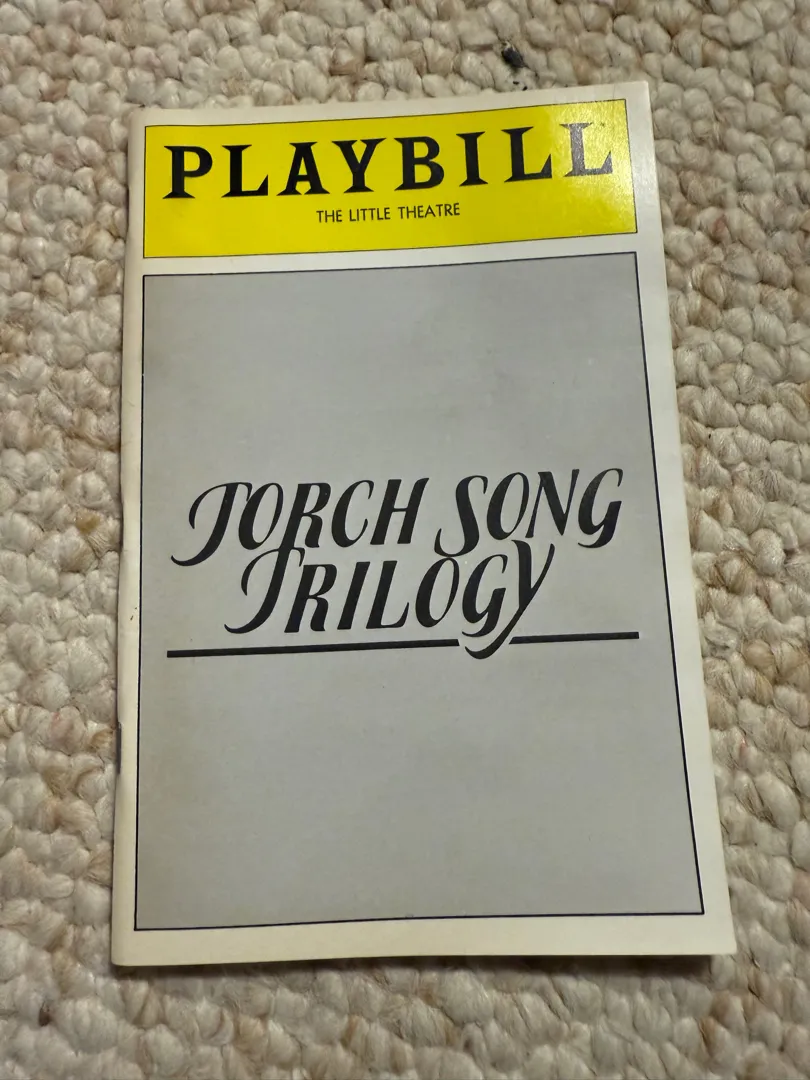 PLAYBILL
THE LITTLE THEATRE
TORCH SONG
TRILOGY